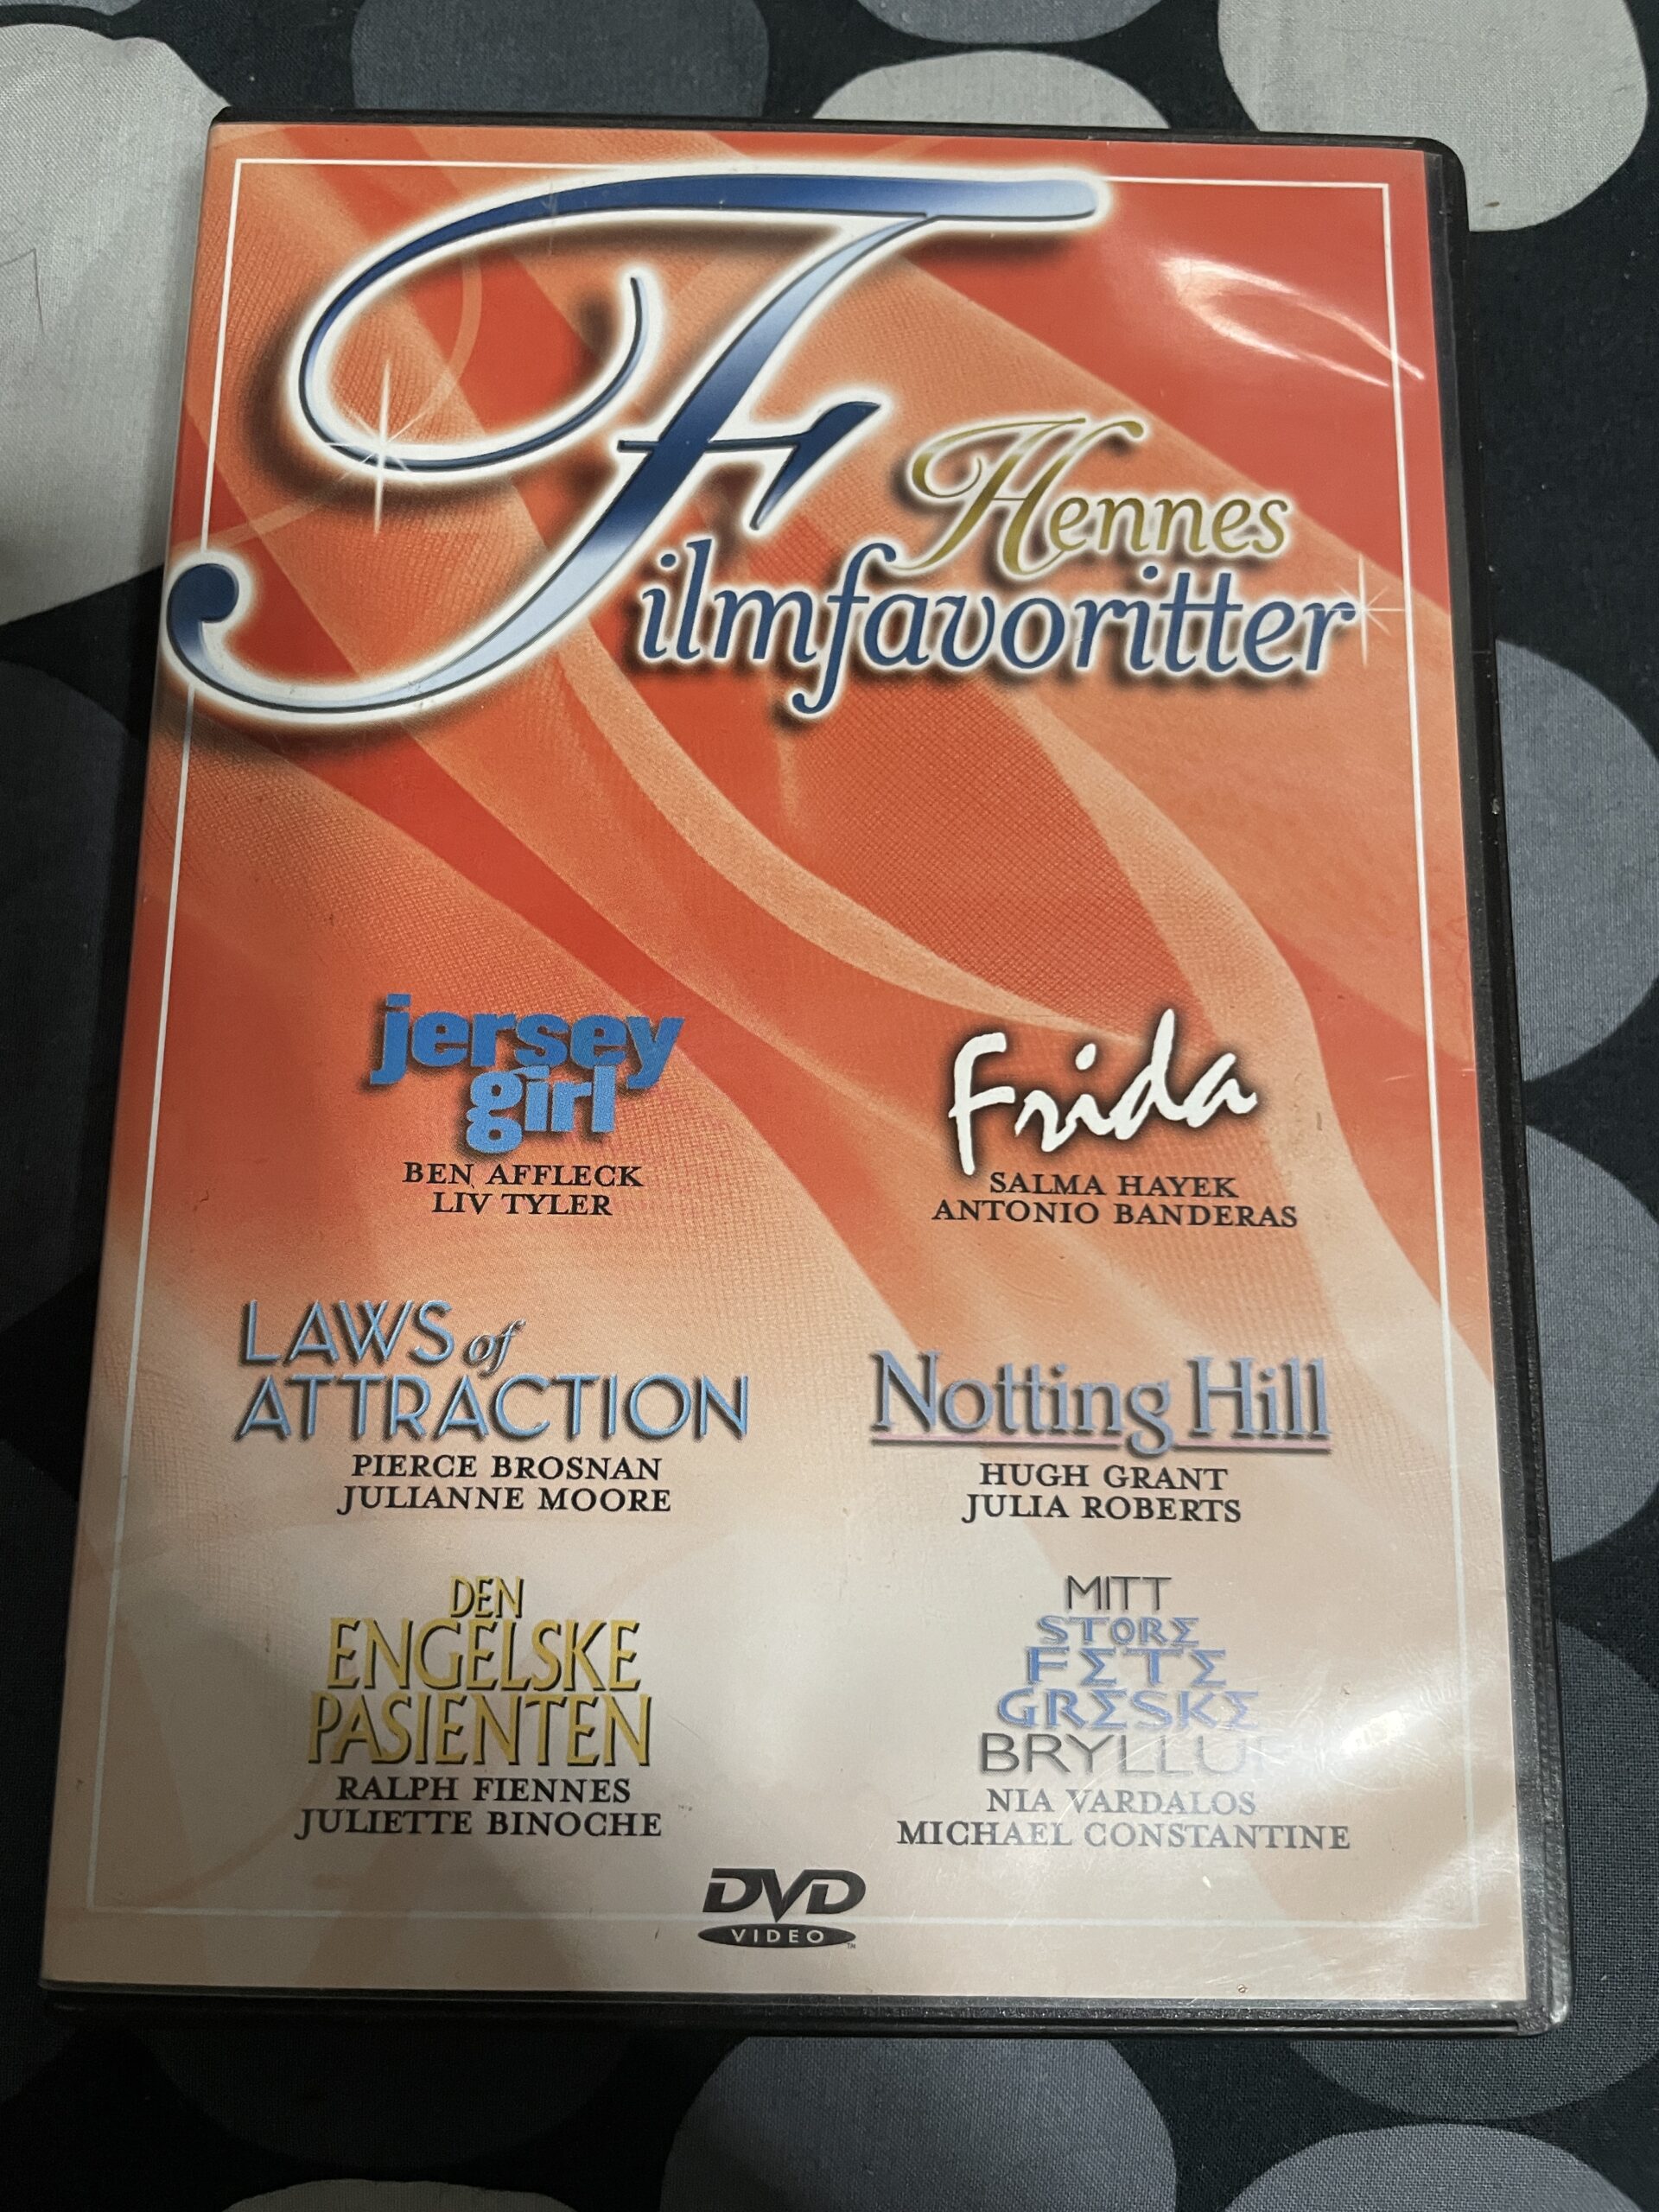 Hennes
Filmfavoritter
jersey
girl
BEN AFFLECK
LIV TYLER
Frida
SALMA HAYEK
ANTONIO BANDERAS
LAWS of
ATTRACTION
PIERCE BROSNAN
JULIANNE MOORE
Notting Hill
HUGH GRANT
JULIA ROBERTS
DEN
ENGELSKE
PASIENTEN
RALPH FIENNES
JULIETTE BINOCHE
MITT
STORE
FETE
GRESKE
BRYLLUP
NIA VARDALOS
MICHAEL CONSTANTINE
DVD
VIDEO
TM